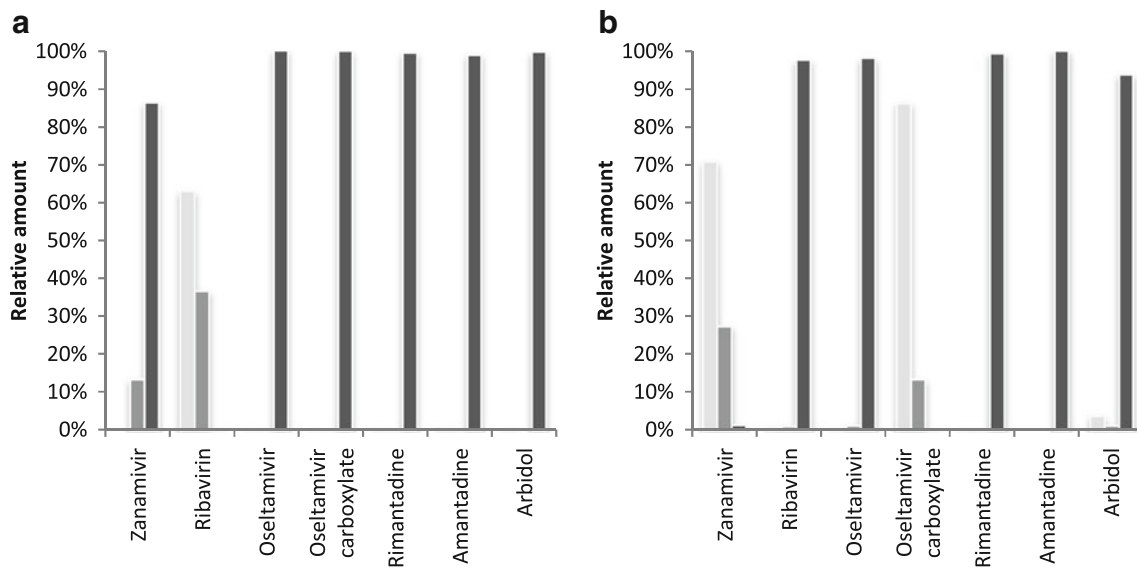 a
Relative amount
100%
90%
80%
70%
60%
50%
40%
30%
20%
10%
0%
Zanamivir
Ribavirin
Oseltamivir
Oseltamivir
carboxylate
Rimantadine
Amantadine
Arbidol
b
Relative amount
100%
90%
80%
70%
60%
50%
40%
30%
20%
10%
0%
Zanamivir
Ribavirin
Oseltamivir
Oseltamivir
carboxylate
Rimantadine
Amantadine
Arbidol